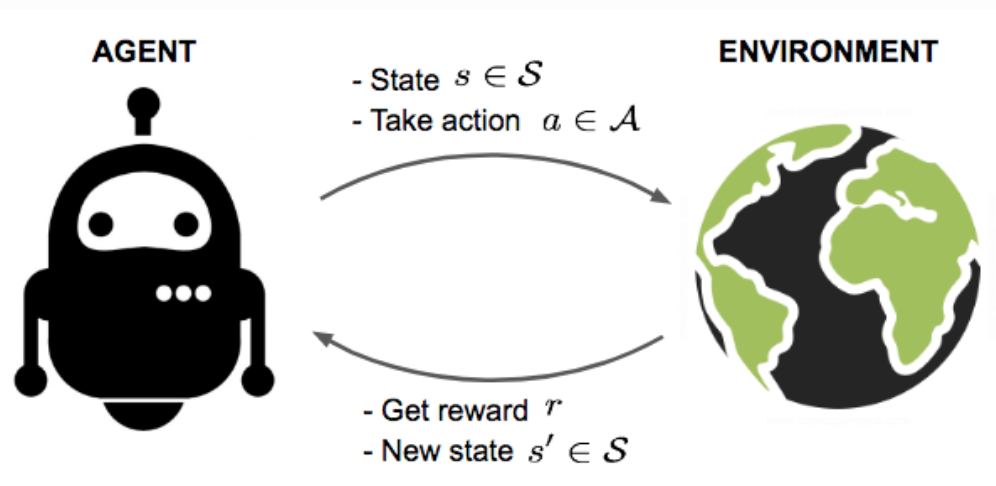 AGENT
ENVIRONMENT
- State s ∈ 𝒮
- Take action a ∈ 𝒜
- Get reward r
- New state s′ ∈ 𝒮